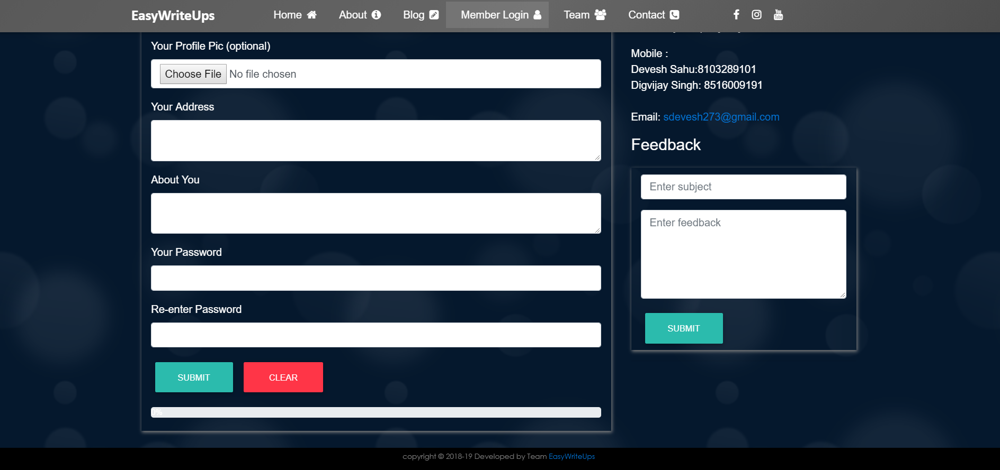 EasyWriteUps
Home
About
Blog
Member Login
Team
Contact
You
Tube
Your Profile Pic (optional)
Choose File No file chosen
Your Address
About You
Your Password
Re-enter Password
SUBMIT CLEAR
0%
Mobile :
Devesh Sahu:8103289101
Digvijay Singh: 8516009191
Email: sdevesh273@gmail.com
Feedback
Enter subject
Enter feedback
SUBMIT
copyright © 2018-19 Developed by Team EasyWriteUps